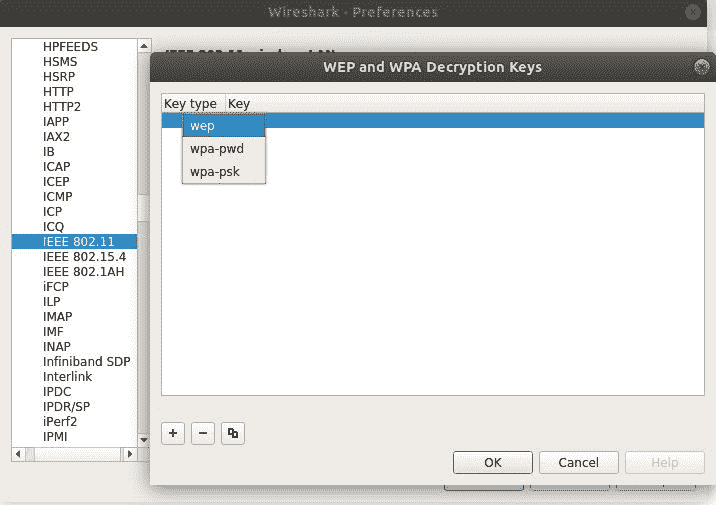 Wireshark · Preferences
HPFEEDS
HSMS
HSRP
HTTP
HTTP2
IAPP
IAX2
IB
ICAP
ICEP
ICMP
ICP
ICQ
IEEE 802.11
IEEE 802.15.4
IEEE 802.1AH
iFCP
ILP
IMAP
IMF
INAP
Infiniband SDP
Interlink
IPDC
IPDR/SP
iPerf2
IPMI
WEP and WPA Decryption Keys
Key type Key
wep
wpa-pwd
wpa-psk
OK Cancel Help